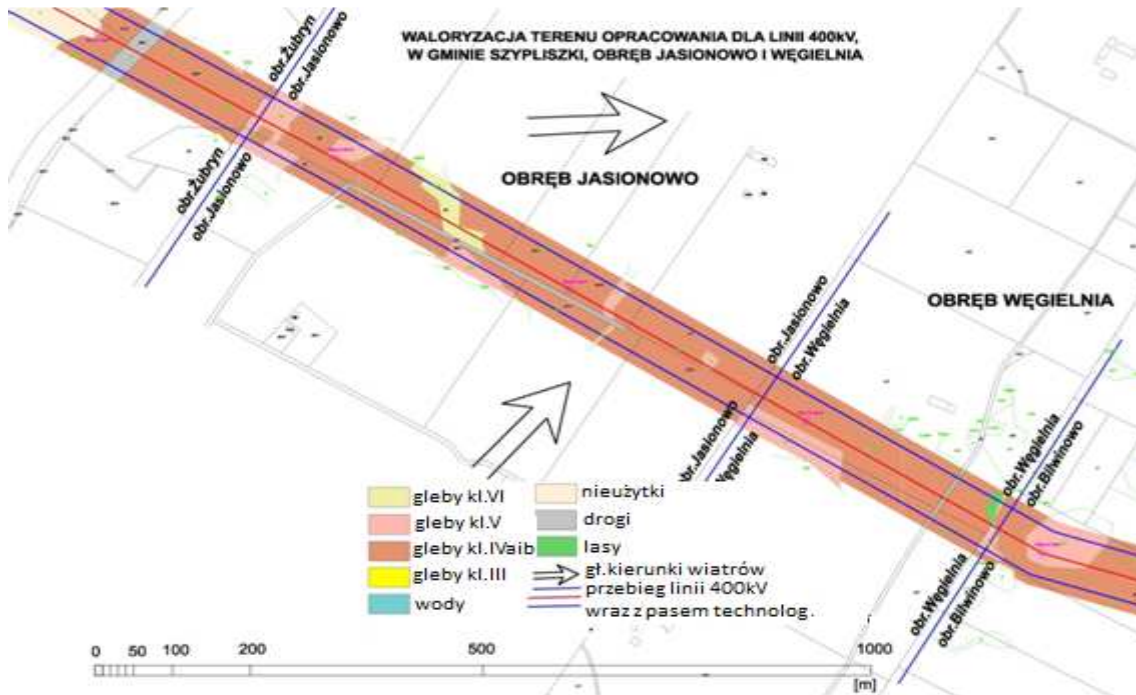 WALORYZACJA TERENU OPRACOWANIA DLA LINII 400kV,
W GMINIE SZYPLISZKI, OBRĘB JASIONOWO I WĘGIELNIA
obr.Żubryn
obr.Jasionowo
obr.Żubryn
obr.Jasionowo
OBRĘB JASIONOWO
OBRĘB WĘGIELNIA
obr.Jasionowo
obr.Węgielnia
obr.Jasionowo
obr.Węgielnia
obr.Bilwinowo
obr.Węgielnia
obr.Bilwinowo
gleby kl.VI
gleby kl.V
gleby kl.IVaib
gleby kl.III
wody
nieużytki
drogi
lasy
gł.kierunki wiatrów
przebieg linii 400kV
wraz z pasem technolog.
0 50 100 200 500 1000
[m]